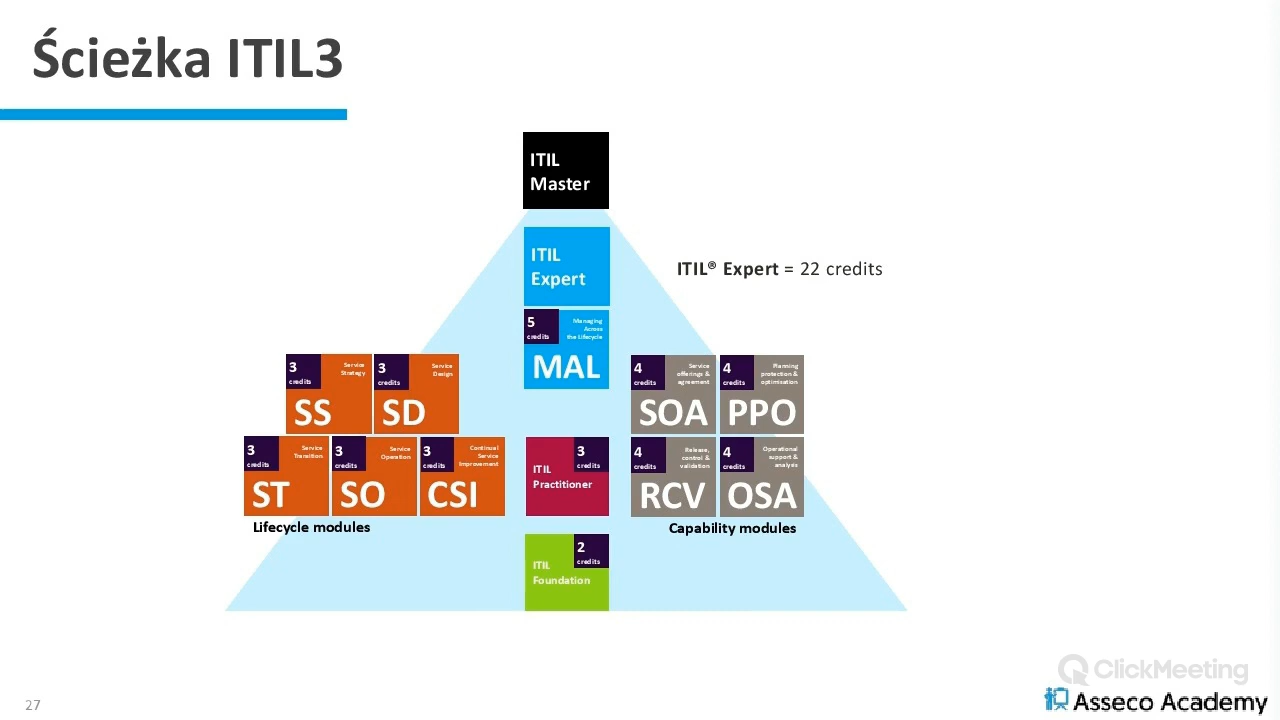 Ścieżka ITIL3
ITIL
Master
ITIL
Expert
ITIL® Expert = 22 credits
5
credits
Managing
Across
the Lifecycle
MAL
3
credits
Service
Strategy
SS
3
credits
Service
Design
SD
4
credits
Service
offerings &
agreement
SOA
4
credits
Planning
protection &
optimisation
PPO
3
credits
Service
Transition
ST
3
credits
Service
Operation
SO
3
credits
Continual
Service
Improvement
CSI
3
credits
ITIL
Practitioner
4
credits
Release,
control &
validation
RCV
4
credits
Operational
support &
analysis
OSA
Lifecycle modules
Capability modules
2
credits
ITIL
Foundation
ClickMeeting
27
Asseco Academy